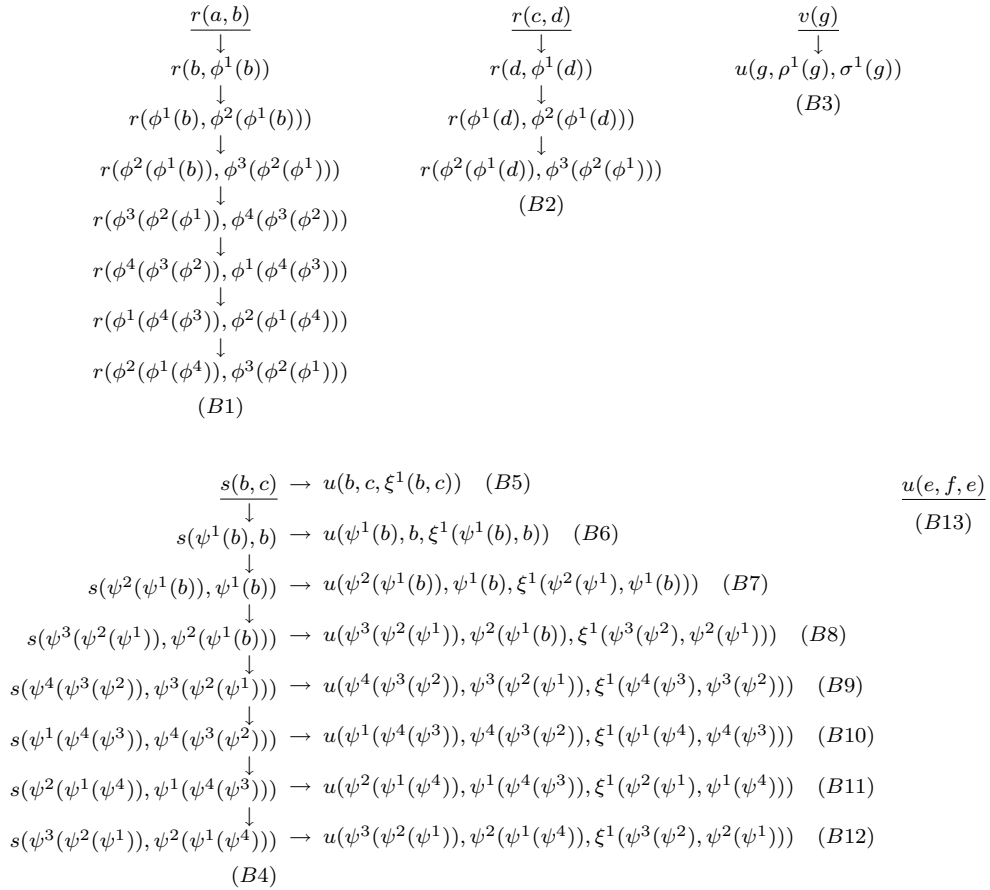 r(a, b) r(c, d) v(g)
↓ ↓ ↓
r(b, ϕ¹(b)) r(d, ϕ¹(d)) u(g, ρ¹(g), σ¹(g))
↓ ↓ (B3)
r(ϕ¹(b), ϕ²(ϕ¹(b))) r(ϕ¹(d), ϕ²(ϕ¹(d)))
↓ ↓
r(ϕ²(ϕ¹(b)), ϕ³(ϕ²(ϕ¹))) r(ϕ²(ϕ¹(d)), ϕ³(ϕ²(ϕ¹)))
↓ (B2)
r(ϕ³(ϕ²(ϕ¹)), ϕ⁴(ϕ³(ϕ²)))
↓
r(ϕ⁴(ϕ³(ϕ²)), ϕ¹(ϕ⁴(ϕ³)))
↓
r(ϕ¹(ϕ⁴(ϕ³)), ϕ²(ϕ¹(ϕ⁴)))
↓
r(ϕ²(ϕ¹(ϕ⁴)), ϕ³(ϕ²(ϕ¹)))
(B1)
s(b, c) → u(b, c, ξ¹(b, c)) (B5) u(e, f, e)
↓ (B13)
s(ψ¹(b), b) → u(ψ¹(b), b, ξ¹(ψ¹(b), b)) (B6)
↓
s(ψ²(ψ¹(b)), ψ¹(b)) → u(ψ²(ψ¹(b)), ψ¹(b), ξ¹(ψ²(ψ¹), ψ¹(b))) (B7)
↓
s(ψ³(ψ²(ψ¹)), ψ²(ψ¹(b))) → u(ψ³(ψ²(ψ¹)), ψ²(ψ¹(b)), ξ¹(ψ³(ψ²), ψ²(ψ¹))) (B8)
↓
s(ψ⁴(ψ³(ψ²)), ψ³(ψ²(ψ¹))) → u(ψ⁴(ψ³(ψ²)), ψ³(ψ²(ψ¹)), ξ¹(ψ⁴(ψ³), ψ³(ψ²))) (B9)
↓
s(ψ¹(ψ⁴(ψ³)), ψ⁴(ψ³(ψ²))) → u(ψ¹(ψ⁴(ψ³)), ψ⁴(ψ³(ψ²)), ξ¹(ψ¹(ψ⁴), ψ⁴(ψ³))) (B10)
↓
s(ψ²(ψ¹(ψ⁴)), ψ¹(ψ⁴(ψ³))) → u(ψ²(ψ¹(ψ⁴)), ψ¹(ψ⁴(ψ³)), ξ¹(ψ²(ψ¹), ψ¹(ψ⁴))) (B11)
↓
s(ψ³(ψ²(ψ¹)), ψ²(ψ¹(ψ⁴))) → u(ψ³(ψ²(ψ¹)), ψ²(ψ¹(ψ⁴)), ξ¹(ψ³(ψ²), ψ²(ψ¹))) (B12)
(B4)